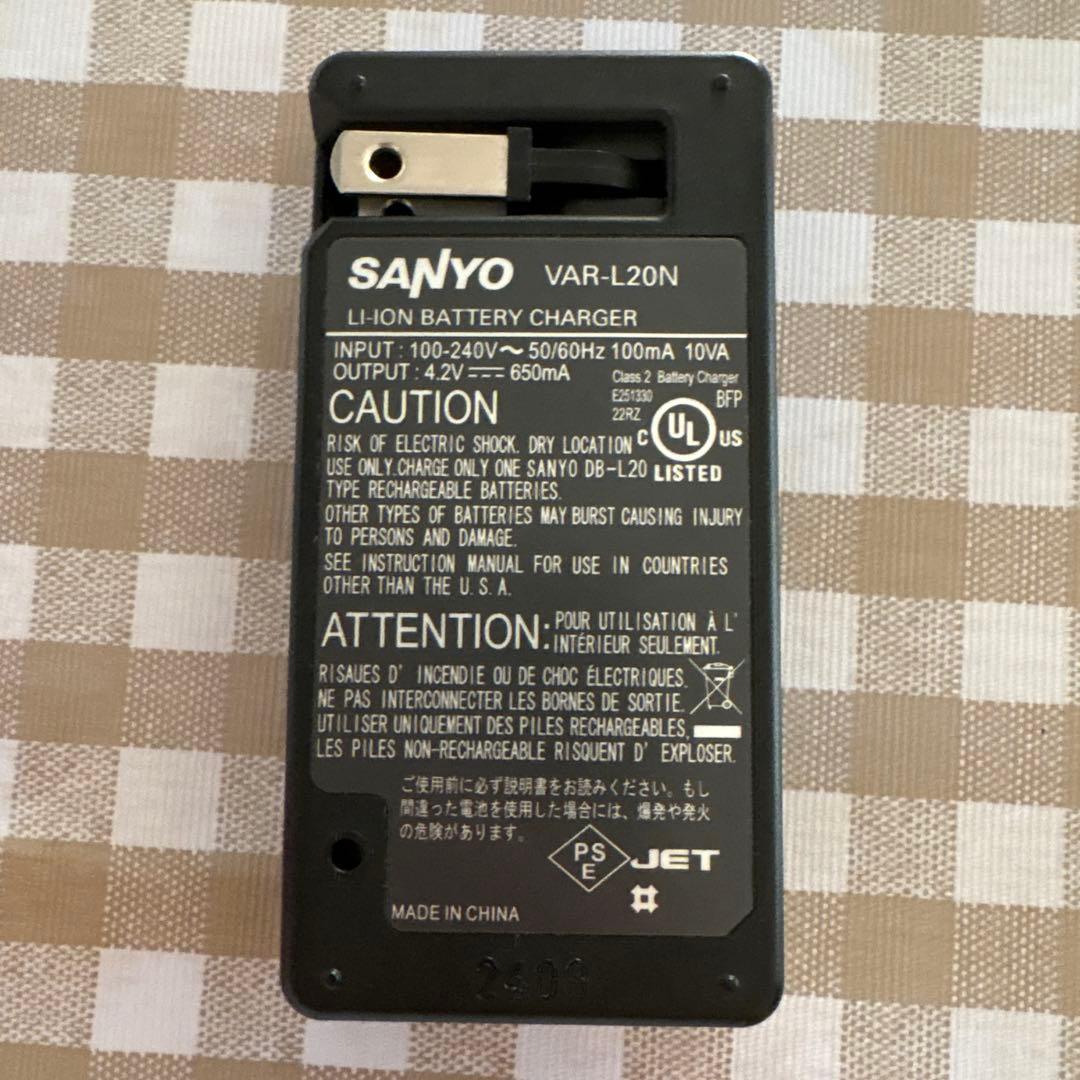 SANYO VAR-L20N
LI-ION BATTERY CHARGER
INPUT : 100-240V～ 50/60Hz 100mA 10VA
OUTPUT : 4.2V⎓ 650mA
Class 2 Battery Charger
E251330 BFP
22RZ
CAUTION
C UL US
LISTED
RISK OF ELECTRIC SHOCK. DRY LOCATION
USE ONLY.CHARGE ONLY ONE SANYO DB-L20
TYPE RECHARGEABLE BATTERIES.
OTHER TYPES OF BATTERIES MAY BURST CAUSING INJURY
TO PERSONS AND DAMAGE.
SEE INSTRUCTION MANUAL FOR USE IN COUNTRIES
OTHER THAN THE U.S.A.
ATTENTION:
POUR UTILISATION À L'
INTÉRIEUR SEULEMENT.
RISAUES D' INCENDIE OU DE CHOC ÉLECTRIQUES.
NE PAS INTERCONNECTER LES BORNES DE SORTIE.
UTILISER UNIQUEMENT DES PILES RECHARGEABLES,
LES PILES NON-RECHARGEABLE RISQUENT D' EXPLOSER.
ご使用前に必ず説明書をお読みください。もし
間違った電池を使用した場合には、爆発や発火
の危険があります。
PS
E
JET
MADE IN CHINA